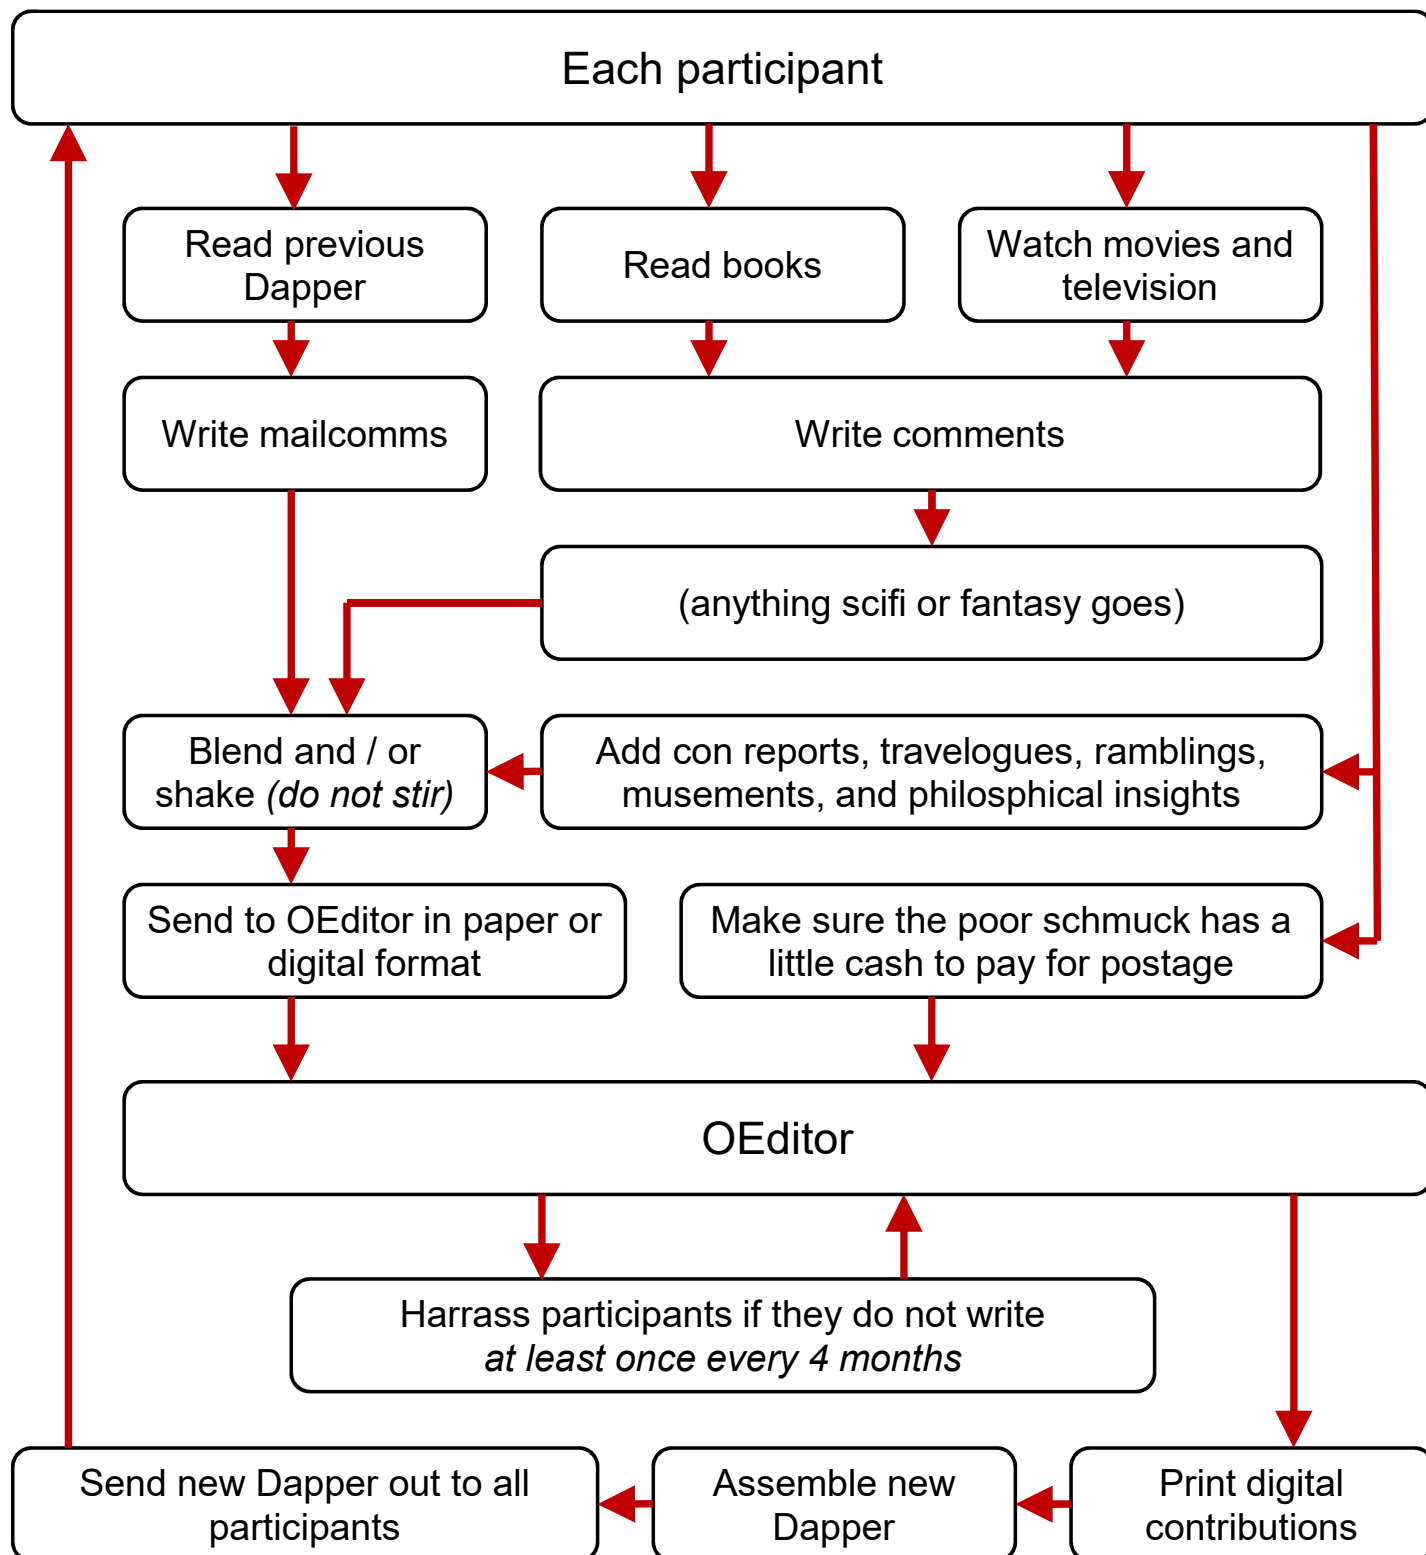 Each participant
Read previous
Dapper
Read books
Watch movies and
television
Write mailcomms
Write comments
(anything scifi or fantasy goes)
Blend and / or
shake (do not stir)
Add con reports, travelogues, ramblings,
musements, and philosphical insights
Send to OEditor in paper or
digital format
Make sure the poor schmuck has a
little cash to pay for postage
OEditor
Harrass participants if they do not write
at least once every 4 months
Send new Dapper out to all
participants
Assemble new
Dapper
Print digital
contributions